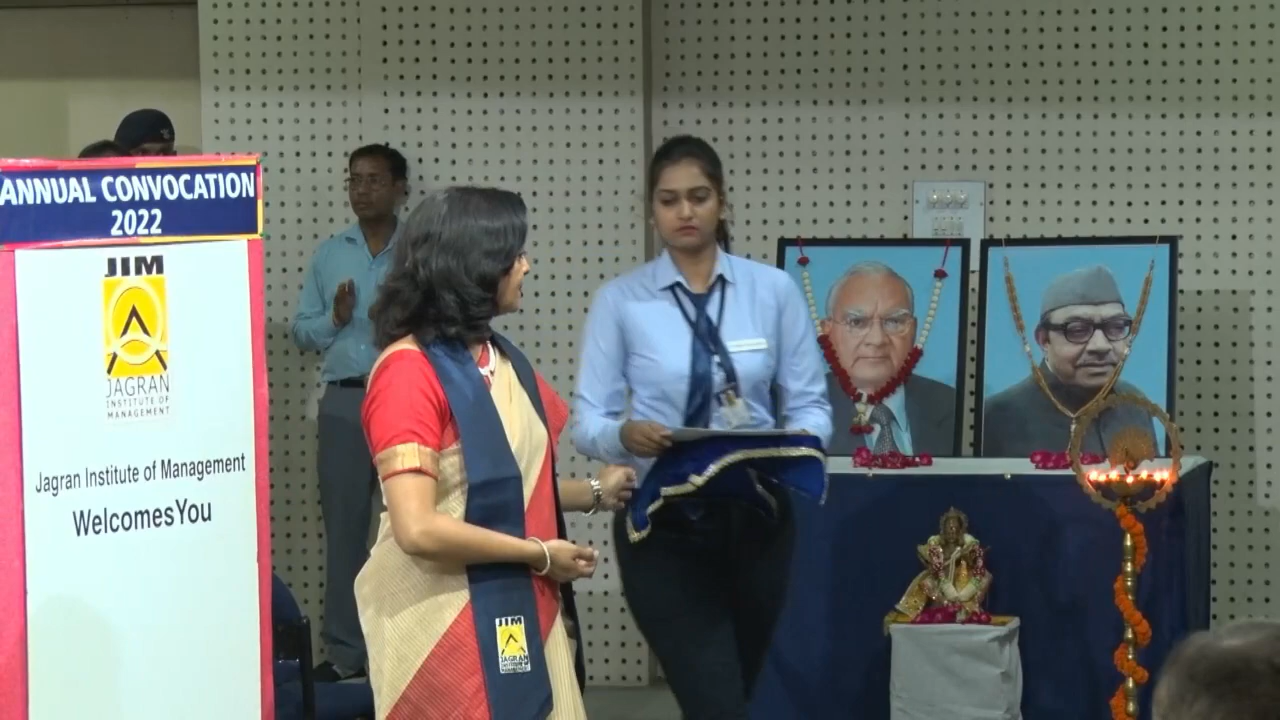 ANNUAL CONVOCATION
2022
JIM
JAGRAN
INSTITUTE OF
MANAGEMENT
Jagran Institute of Management
WelcomesYou
JIM
JAGRAN